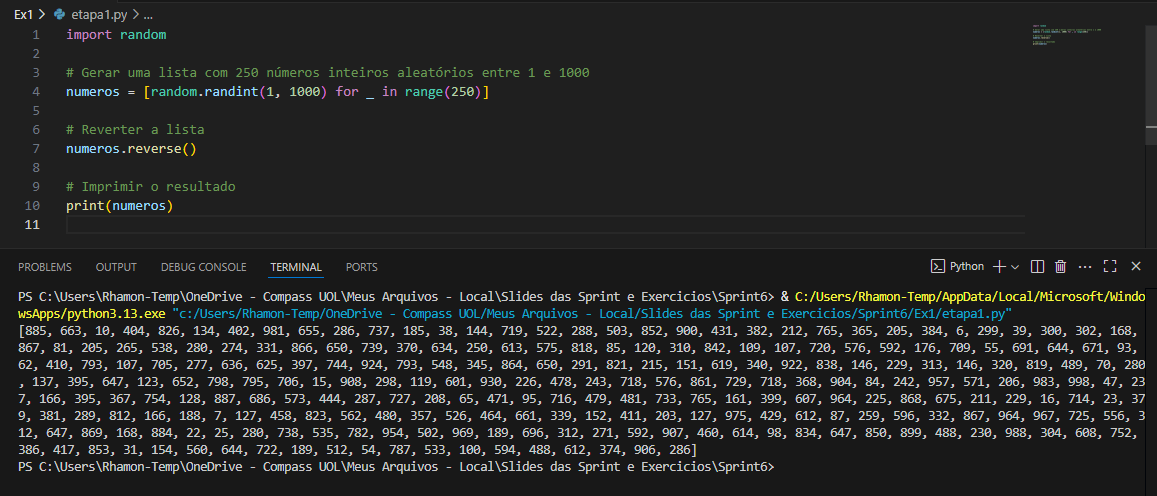 Ex1 > etapa1.py > ...
1 import random
2
3 # Gerar uma lista com 250 números inteiros aleatórios entre 1 e 1000
4 numeros = [random.randint(1, 1000) for _ in range(250)]
5
6 # Reverter a lista
7 numeros.reverse()
8
9 # Imprimir o resultado
10 print(numeros)
11
PROBLEMS OUTPUT DEBUG CONSOLE TERMINAL PORTS Python
PS C:\Users\Rhamon-Temp\OneDrive - Compass UOL\Meus Arquivos - Local\Slides das Sprint e Exercicios\Sprint6> & C:/Users/Rhamon-Temp/AppData/Local/Microsoft/Windo
wsApps/python3.13.exe "c:/Users/Rhamon-Temp/OneDrive - Compass UOL/Meus Arquivos - Local/Slides das Sprint e Exercicios/Sprint6/Ex1/etapa1.py"
[885, 663, 10, 404, 826, 134, 402, 981, 655, 286, 737, 185, 38, 144, 719, 522, 288, 503, 852, 900, 431, 382, 212, 765, 365, 205, 384, 6, 299, 39, 300, 302, 168,
867, 81, 205, 265, 538, 280, 274, 331, 866, 650, 739, 370, 634, 250, 613, 575, 818, 85, 120, 310, 842, 109, 107, 720, 576, 592, 176, 709, 55, 691, 644, 671, 93,
62, 410, 793, 107, 705, 277, 636, 625, 397, 744, 924, 793, 548, 345, 864, 650, 291, 821, 215, 151, 619, 340, 922, 838, 146, 229, 313, 146, 320, 819, 489, 70, 280
, 137, 395, 647, 123, 652, 798, 795, 706, 15, 908, 298, 119, 601, 930, 226, 478, 243, 718, 576, 861, 729, 718, 368, 904, 84, 242, 957, 571, 206, 983, 998, 47, 23
7, 166, 395, 367, 754, 128, 887, 686, 573, 444, 287, 727, 208, 65, 471, 95, 716, 479, 481, 733, 765, 161, 399, 607, 964, 225, 868, 675, 211, 229, 16, 714, 23, 37
9, 381, 289, 812, 166, 188, 7, 127, 458, 823, 562, 480, 357, 526, 464, 661, 339, 152, 411, 203, 127, 975, 429, 612, 87, 259, 596, 332, 867, 964, 967, 725, 556, 3
12, 647, 869, 168, 884, 22, 25, 280, 738, 535, 782, 954, 502, 969, 189, 696, 312, 271, 592, 907, 460, 614, 98, 834, 647, 850, 899, 488, 230, 988, 304, 608, 752,
386, 417, 853, 31, 154, 560, 644, 722, 189, 512, 54, 787, 533, 100, 594, 488, 612, 374, 906, 286]
PS C:\Users\Rhamon-Temp\OneDrive - Compass UOL\Meus Arquivos - Local\Slides das Sprint e Exercicios\Sprint6>